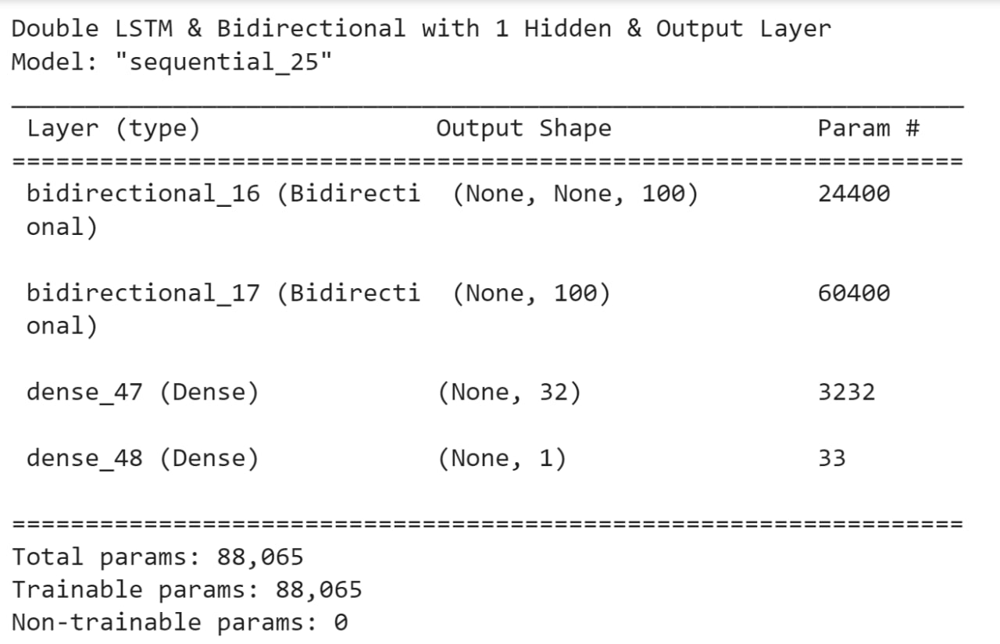 Double LSTM & Bidirectional with 1 Hidden & Output Layer
Model: "sequential_25"
_________________________________________________________________
Layer (type) Output Shape Param #
=================================================================
bidirectional_16 (Bidirecti (None, None, 100) 24400
onal)
bidirectional_17 (Bidirecti (None, 100) 60400
onal)
dense_47 (Dense) (None, 32) 3232
dense_48 (Dense) (None, 1) 33
=================================================================
Total params: 88,065
Trainable params: 88,065
Non-trainable params: 0